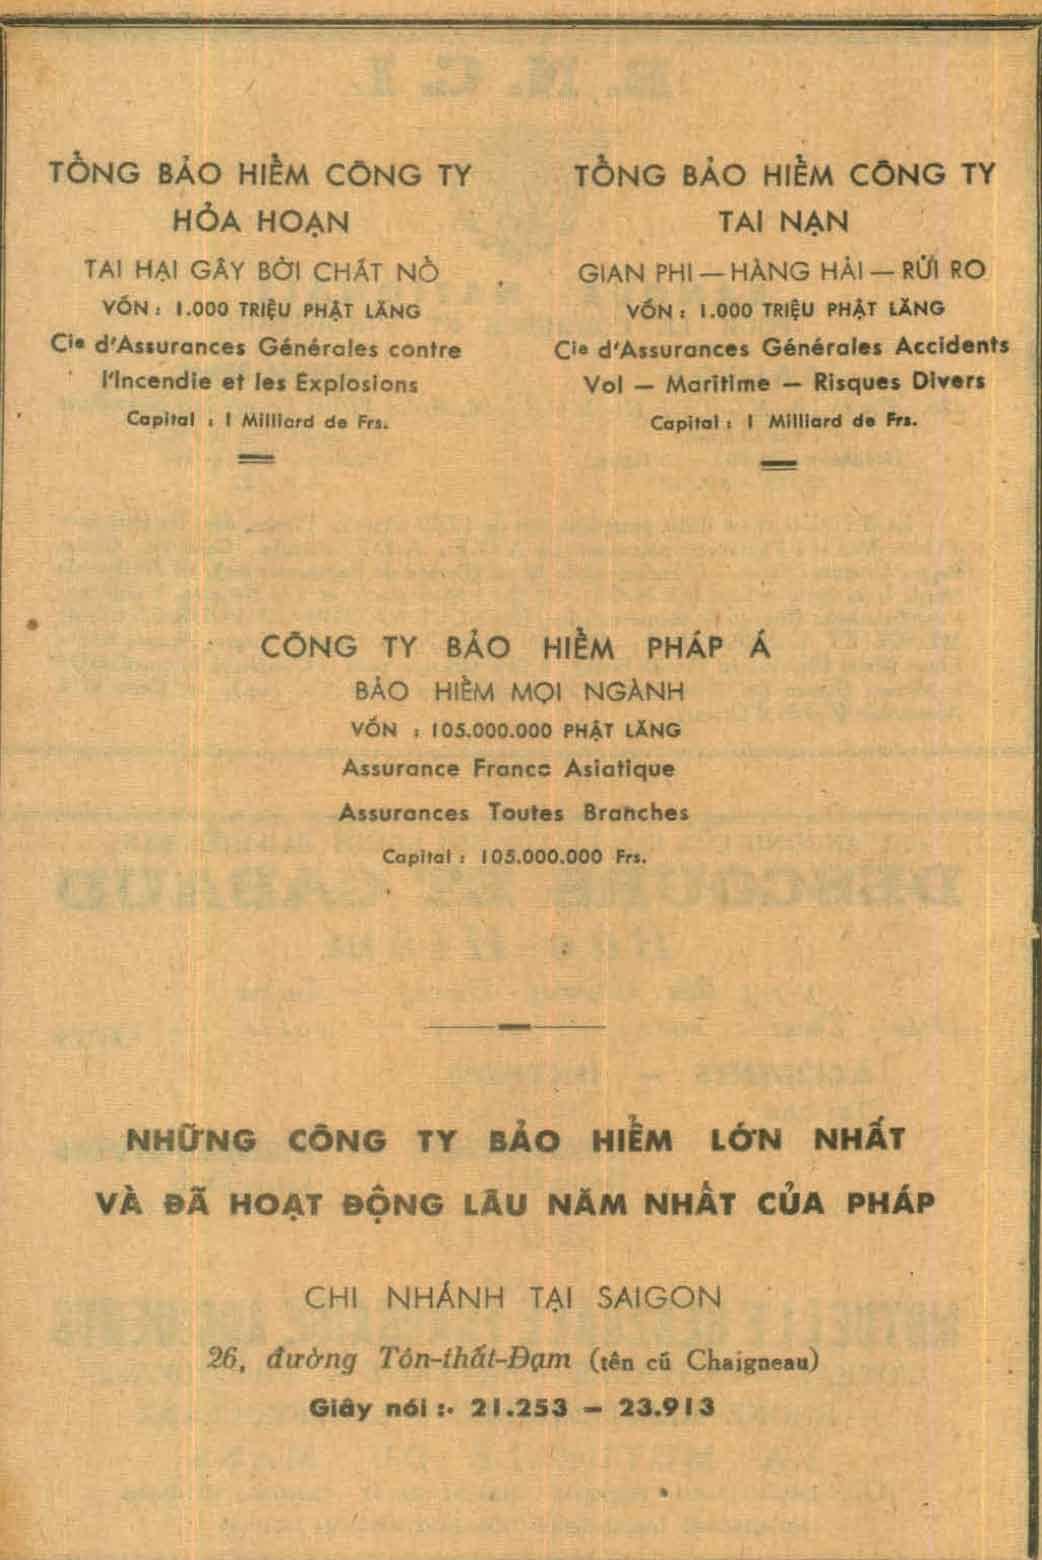 TỔNG BẢO HIỂM CÔNG TY
HỎA HOẠN
TAI HẠI GÂY BỞI CHẤT NỔ
VỐN : 1.000 TRIỆU PHẬT LĂNG
Cie d'Assurances Générales contre
l'Incendie et les Explosions
Capital : 1 Milliard de Frs.
TỔNG BẢO HIỂM CÔNG TY
TAI NẠN
GIAN PHI — HÀNG HẢI — RỦI RO
VỐN : 1.000 TRIỆU PHẬT LĂNG
Cie d'Assurances Générales Accidents
Vol — Maritime — Risques Divers
Capital : 1 Milliard de Frs.
CÔNG TY BẢO HIỂM PHÁP Á
BẢO HIỂM MỌI NGÀNH
VỐN : 105.000.000 PHẬT LĂNG
Assurance France Asiatique
Assurances Toutes Branches
Capital : 105.000.000 Frs.
NHỮNG CÔNG TY BẢO HIỂM LỚN NHẤT
VÀ ĐÃ HOẠT ĐỘNG LÂU NĂM NHẤT CỦA PHÁP
CHI NHÁNH TẠI SAIGON
26, đường Tôn-thất-Đạm (tên cũ Chaigneau)
Giây nói :- 21.253 — 23.913